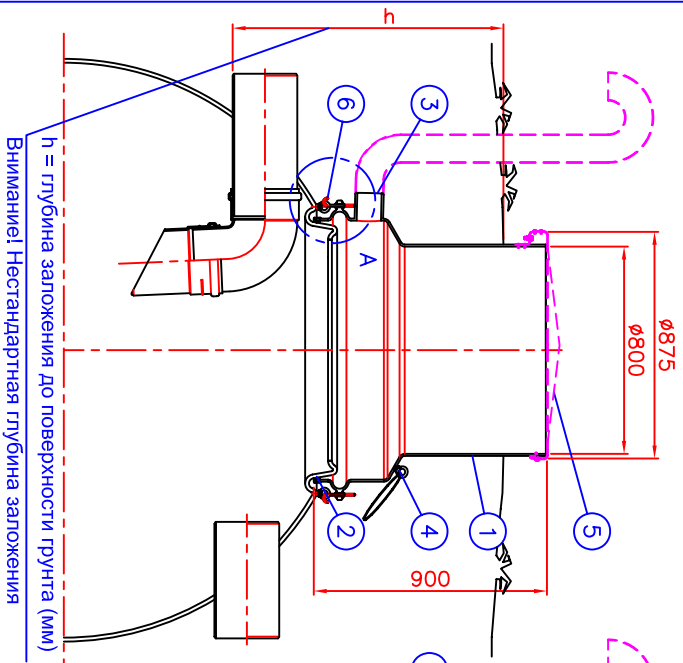 h
6
3
A
ø875
ø800
5
1
4
2
900
h = глубина заложения до поверхности грунта (мм)
Внимание! Нестандартная глубина заложения